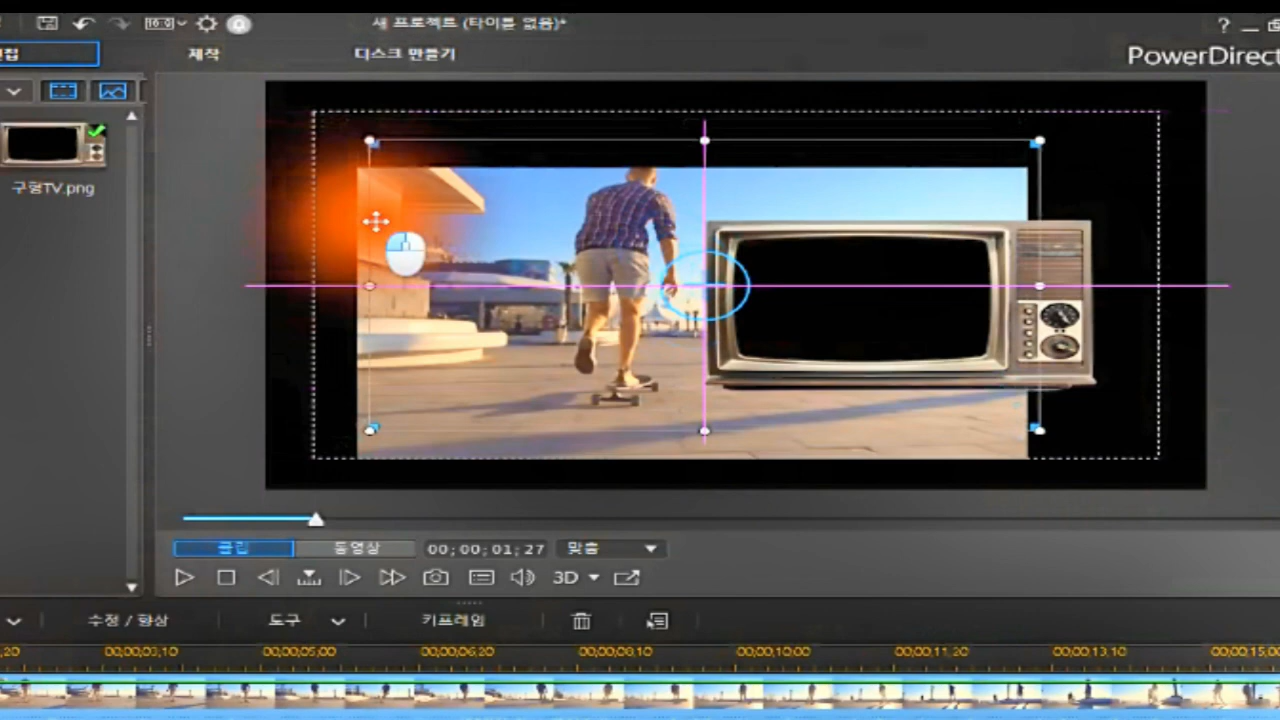 16:9
새 프로젝트 (타이틀 없음)*
?
집
제작
디스크 만들기
PowerDirect
구형TV.png
클립
동영상
00;00;01;27
맞춤
3D
수정 / 향상
도구
키프레임
;20
00;00;03;10
00;00;05;00
00;00;06;20
00;00;08;10
00;00;10;00
00;00;11;20
00;00;13;10
00;00;15;00